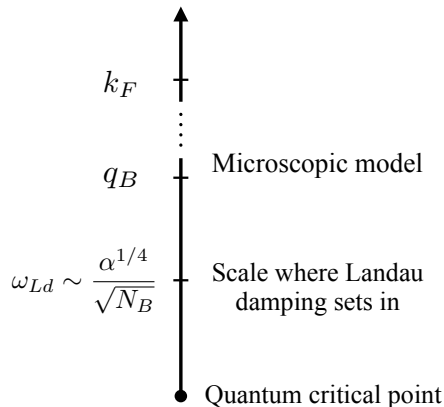 k_F
q_B Microscopic model
ω_{Ld} ∼ α^{1/4} / √N_B Scale where Landau
damping sets in
Quantum critical point